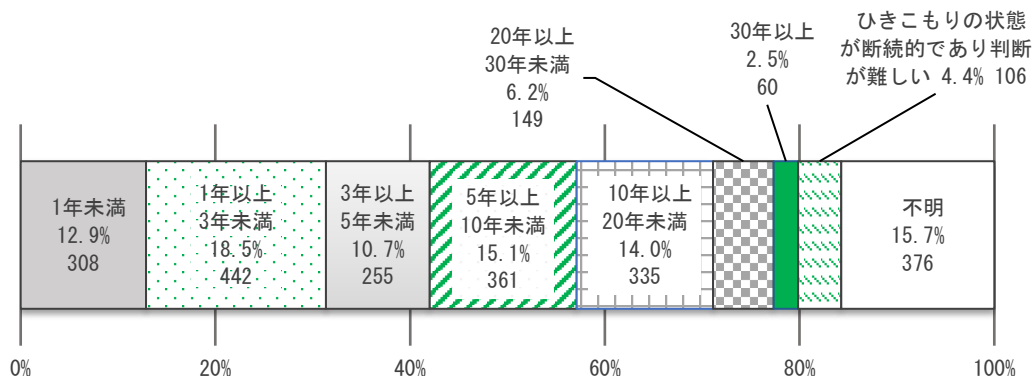 20年以上
30年未満
6.2%
149
30年以上
2.5%
60
ひきこもりの状態
が断続的であり判断
が難しい 4.4% 106
1年未満
12.9%
308
1年以上
3年未満
18.5%
442
3年以上
5年未満
10.7%
255
5年以上
10年未満
15.1%
361
10年以上
20年未満
14.0%
335
不明
15.7%
376
0%
20%
40%
60%
80%
100%